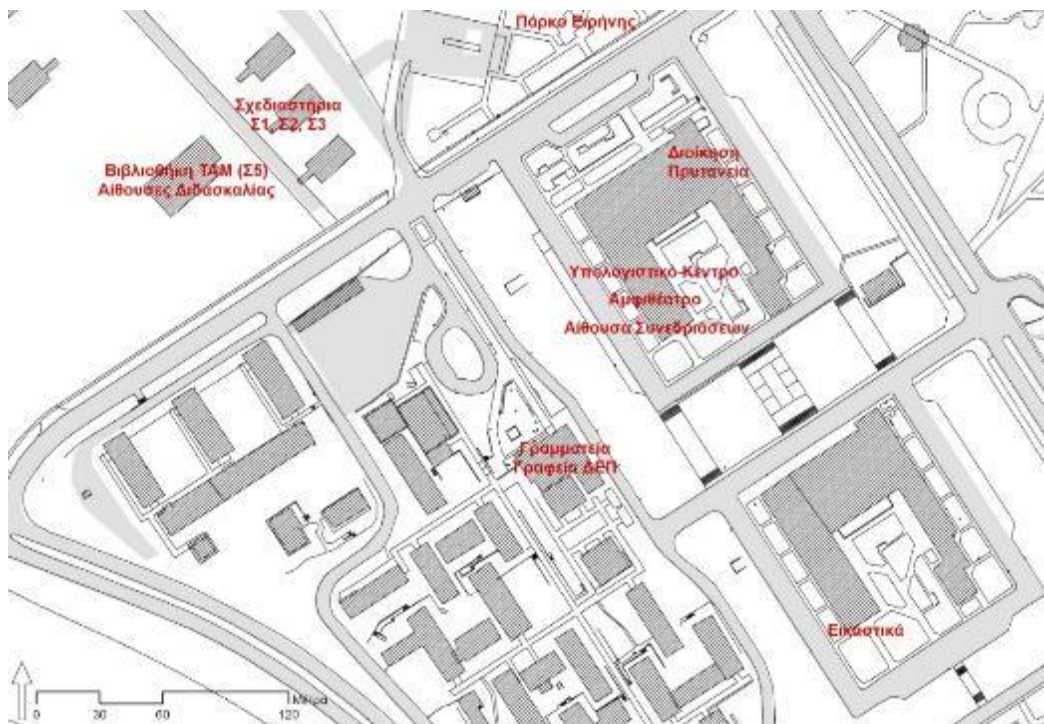 Πάρκο Ειρήνης
Σχεδιαστήρια
Σ1, Σ2, Σ3
Βιβλιοθήκη ΤΑΜ (Σ5)
Αίθουσες Διδασκαλίας
Διοίκηση
Πρυτανεία
Υπολογιστικό Κέντρο
Αμφιθέατρο
Αίθουσα Συνεδριάσεων
Γραμματεία
Γραφεία ΔΕΠ
Εικαστικά
Μέτρα
0 30 60 120